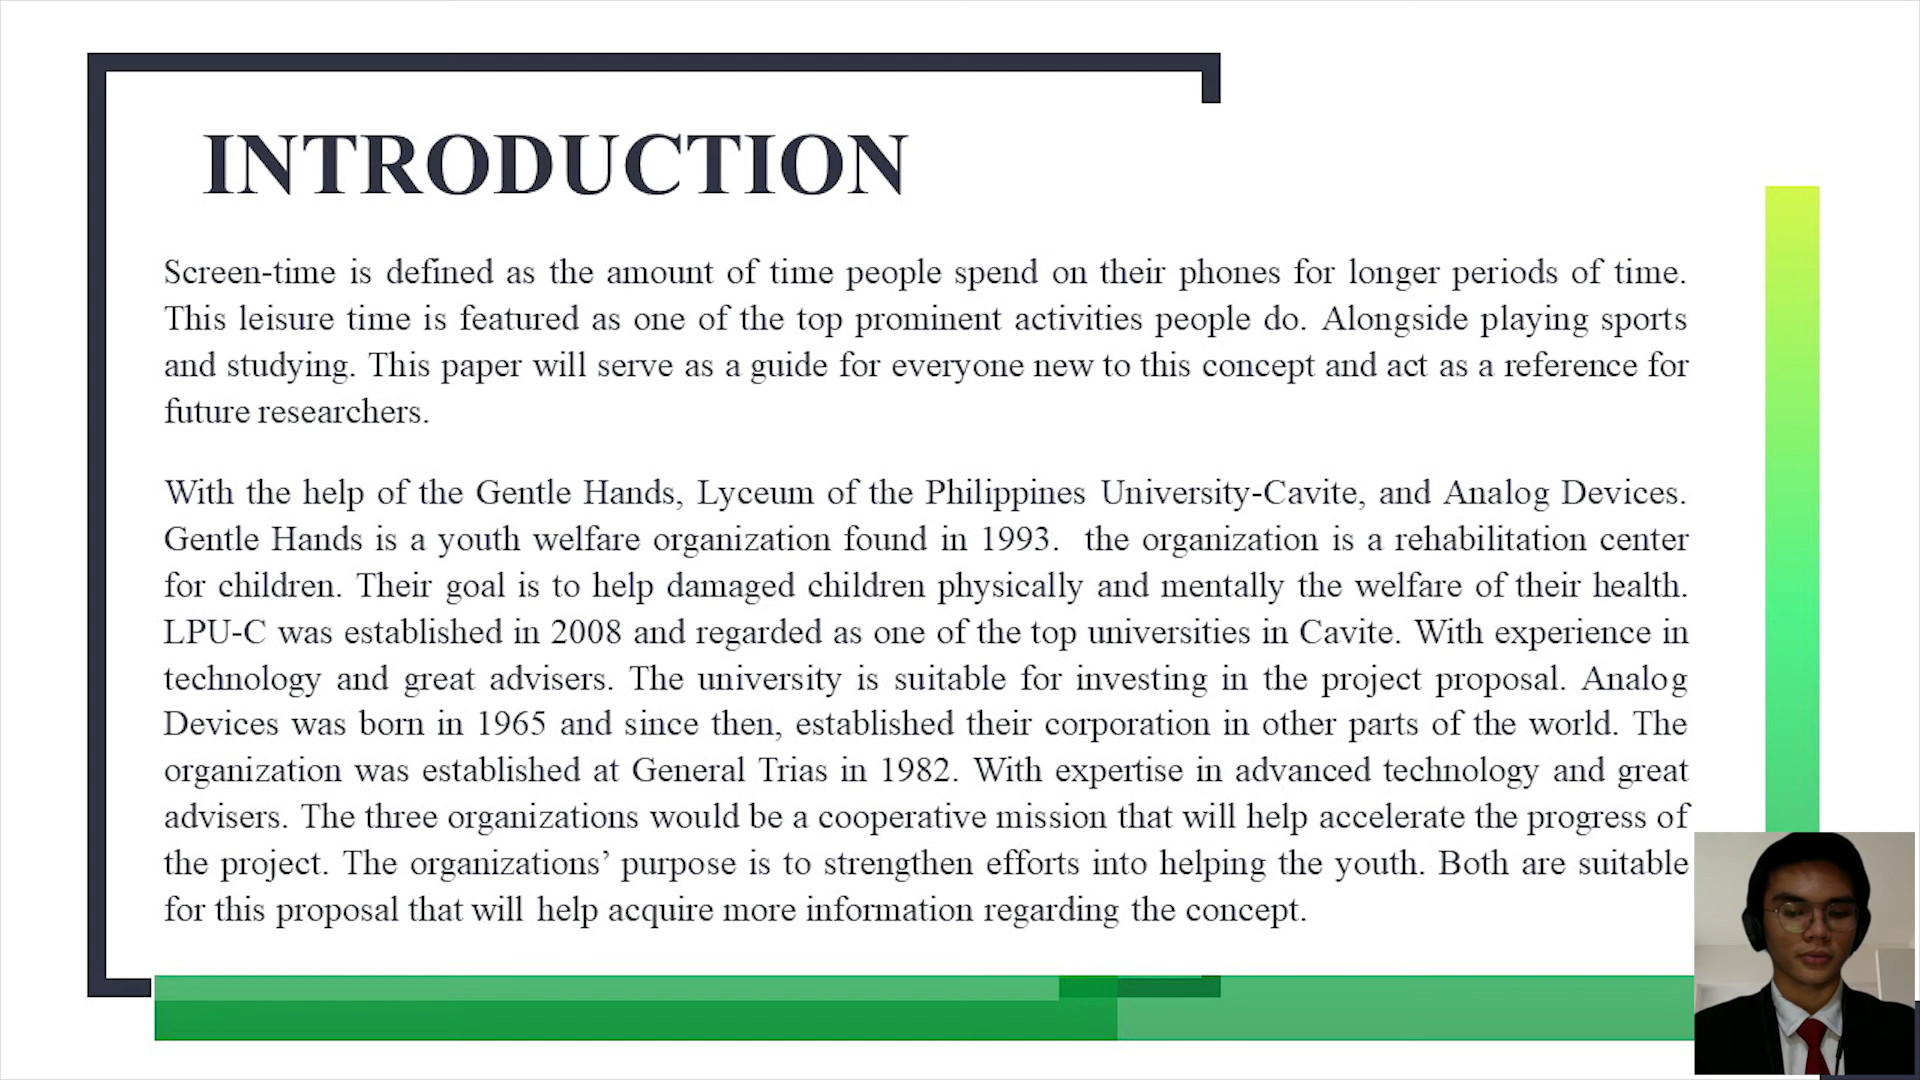 INTRODUCTION
Screen-time is defined as the amount of time people spend on their phones for longer periods of time.
This leisure time is featured as one of the top prominent activities people do. Alongside playing sports
and studying. This paper will serve as a guide for everyone new to this concept and act as a reference for
future researchers.
With the help of the Gentle Hands, Lyceum of the Philippines University-Cavite, and Analog Devices.
Gentle Hands is a youth welfare organization found in 1993.  the organization is a rehabilitation center
for children. Their goal is to help damaged children physically and mentally the welfare of their health.
LPU-C was established in 2008 and regarded as one of the top universities in Cavite. With experience in
technology and great advisers. The university is suitable for investing in the project proposal. Analog
Devices was born in 1965 and since then, established their corporation in other parts of the world. The
organization was established at General Trias in 1982. With expertise in advanced technology and great
advisers. The three organizations would be a cooperative mission that will help accelerate the progress of
the project. The organizations’ purpose is to strengthen efforts into helping the youth. Both are suitable
for this proposal that will help acquire more information regarding the concept.